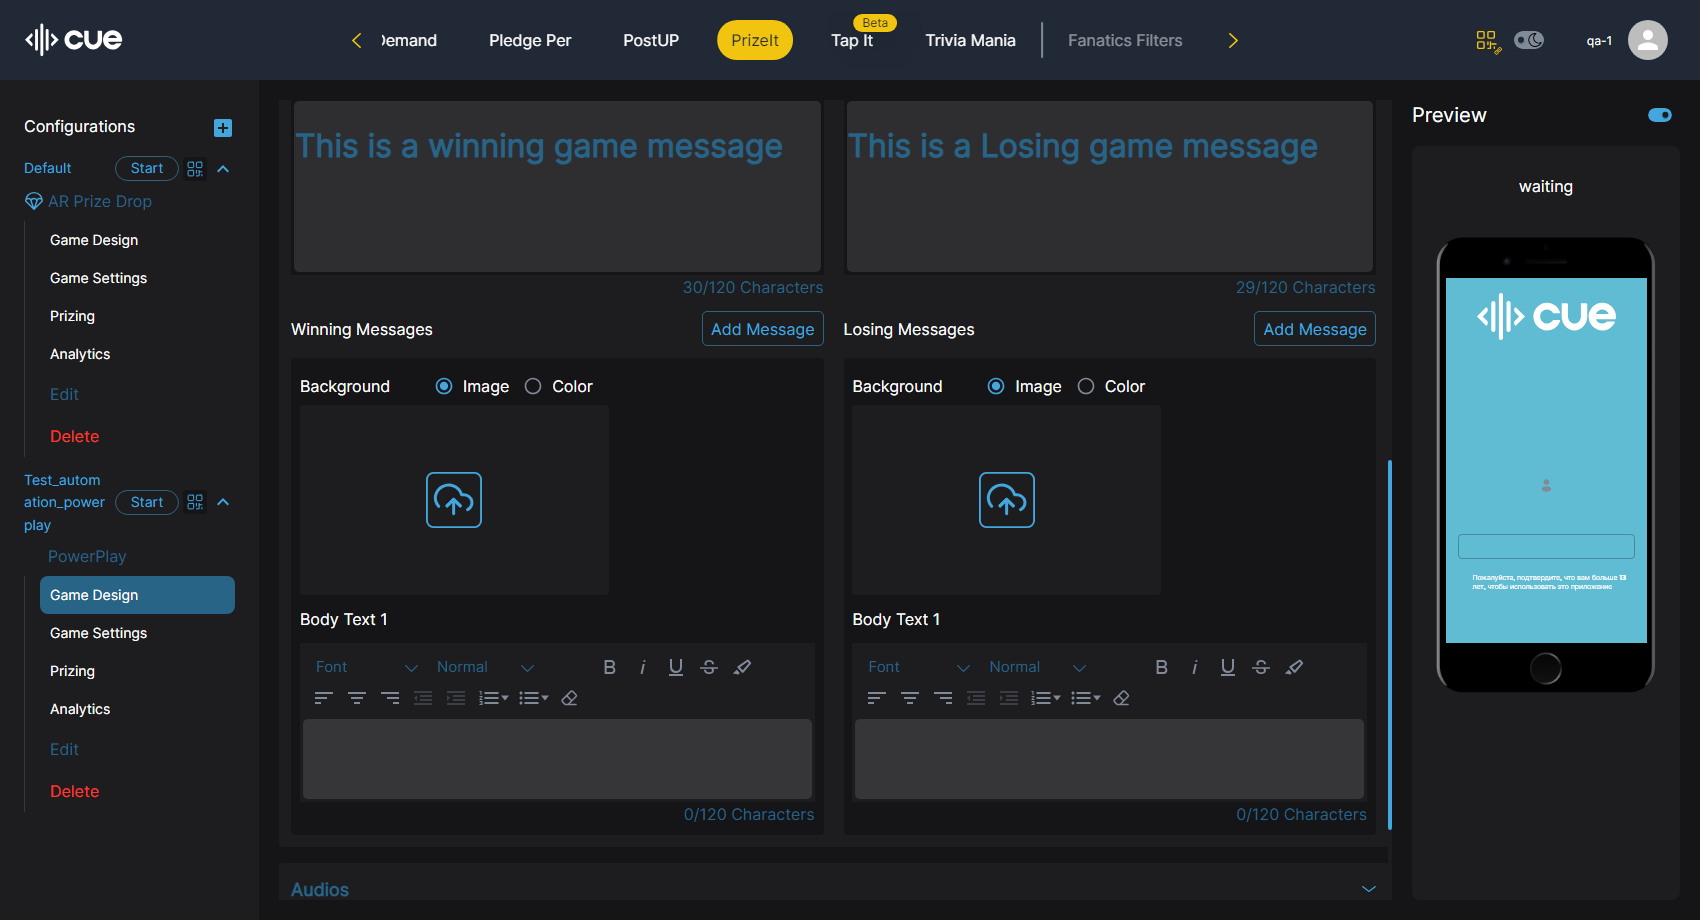 cue
Demand
Pledge Per
PostUP
PrizeIt
Beta
Tap It
Trivia Mania
Fanatics Filters
qa-1
Configurations
Default
Start
AR Prize Drop
Game Design
Game Settings
Prizing
Analytics
Edit
Delete
Test_autom
ation_power
play
Start
PowerPlay
Game Design
Game Settings
Prizing
Analytics
Edit
Delete
This is a winning game message
30/120 Characters
This is a Losing game message
29/120 Characters
Winning Messages
Add Message
Background
Image
Color
Body Text 1
Font
Normal
0/120 Characters
Losing Messages
Add Message
Background
Image
Color
Body Text 1
Font
Normal
0/120 Characters
Audios
Preview
waiting
cue
Пожалуйста, подтвердите, что вам больше 13
лет, чтобы использовать это приложение